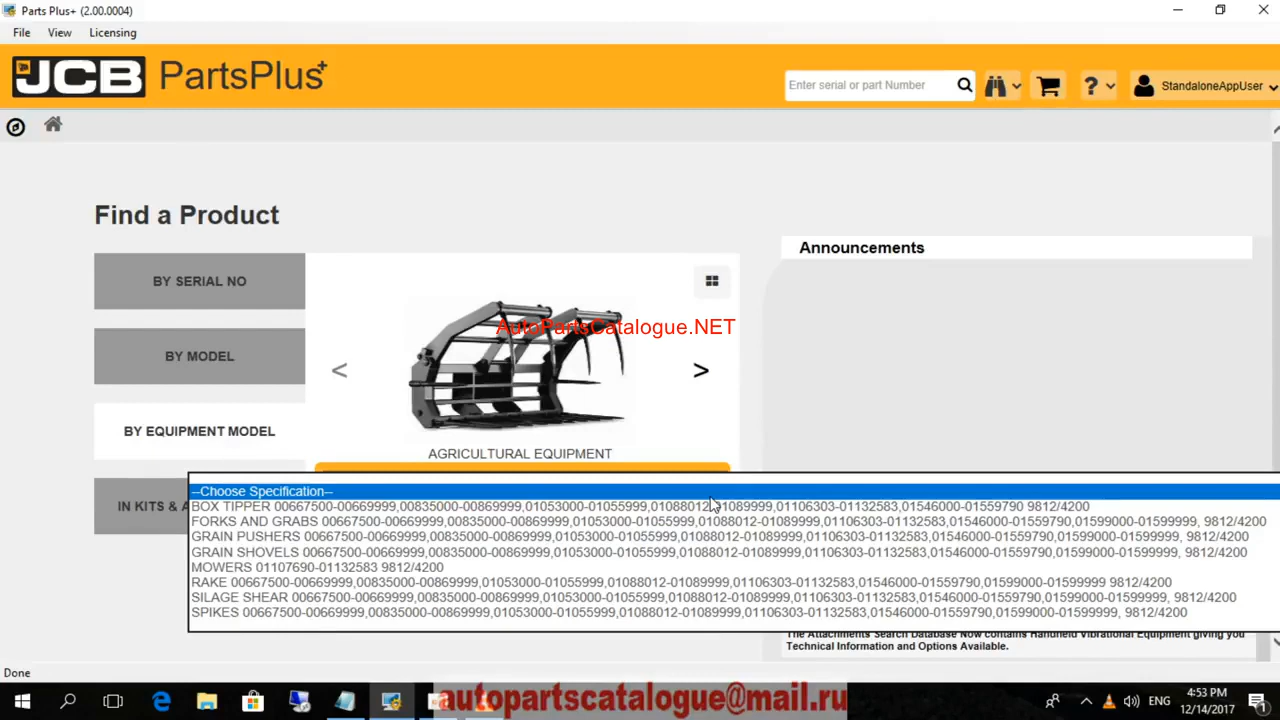 Parts Plus+ (2.00.0004)
File View Licensing
JCB PartsPlus+
Enter serial or part Number
? StandaloneAppUser
Find a Product
Announcements
BY SERIAL NO
AutoPartsCatalogue.NET
BY MODEL
< >
BY EQUIPMENT MODEL
AGRICULTURAL EQUIPMENT
IN KITS & A
--Choose Specification--
BOX TIPPER 00667500-00669999,00835000-00869999,01053000-01055999,01088012-01089999,01106303-01132583,01546000-01559790 9812/4200
FORKS AND GRABS 00667500-00669999,00835000-00869999,01053000-01055999,01088012-01089999,01106303-01132583,01546000-01559790,01599000-01599999, 9812/4200
GRAIN PUSHERS 00667500-00669999,00835000-00869999,01053000-01055999,01088012-01089999,01106303-01132583,01546000-01559790,01599000-01599999, 9812/4200
GRAIN SHOVELS 00667500-00669999,00835000-00869999,01053000-01055999,01088012-01089999,01106303-01132583,01546000-01559790,01599000-01599999, 9812/4200
MOWERS 01107690-01132583 9812/4200
RAKE 00667500-00669999,00835000-00869999,01053000-01055999,01088012-01089999,01106303-01132583,01546000-01559790,01599000-01599999 9812/4200
SILAGE SHEAR 00667500-00669999,00835000-00869999,01053000-01055999,01088012-01089999,01106303-01132583,01546000-01559790,01599000-01599999, 9812/4200
SPIKES 00667500-00669999,00835000-00869999,01053000-01055999,01088012-01089999,01106303-01132583,01546000-01559790,01599000-01599999, 9812/4200
The Attachments Search Database Now contains Handheld Vibrational Equipment giving you
Technical Information and Options Available.
Done
autopartscatalogue@mail.ru
ENG
4:53 PM
12/14/2017
1